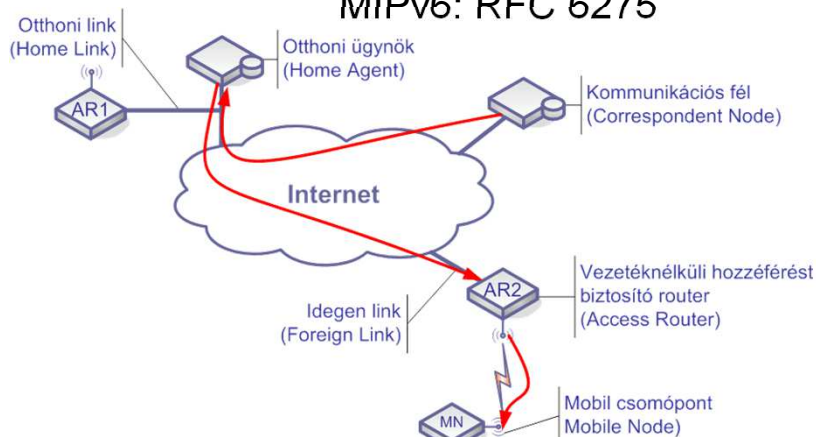 MIPv6: RFC 6275
Otthoni link
(Home Link)
Otthoni ügynök
(Home Agent)
AR1
Kommunikációs fél
(Correspondent Node)
Internet
Vezetéknélküli hozzéférést
biztosító router
(Access Router)
AR2
Idegen link
(Foreign Link)
Mobil csomópont
Mobile Node)
MN